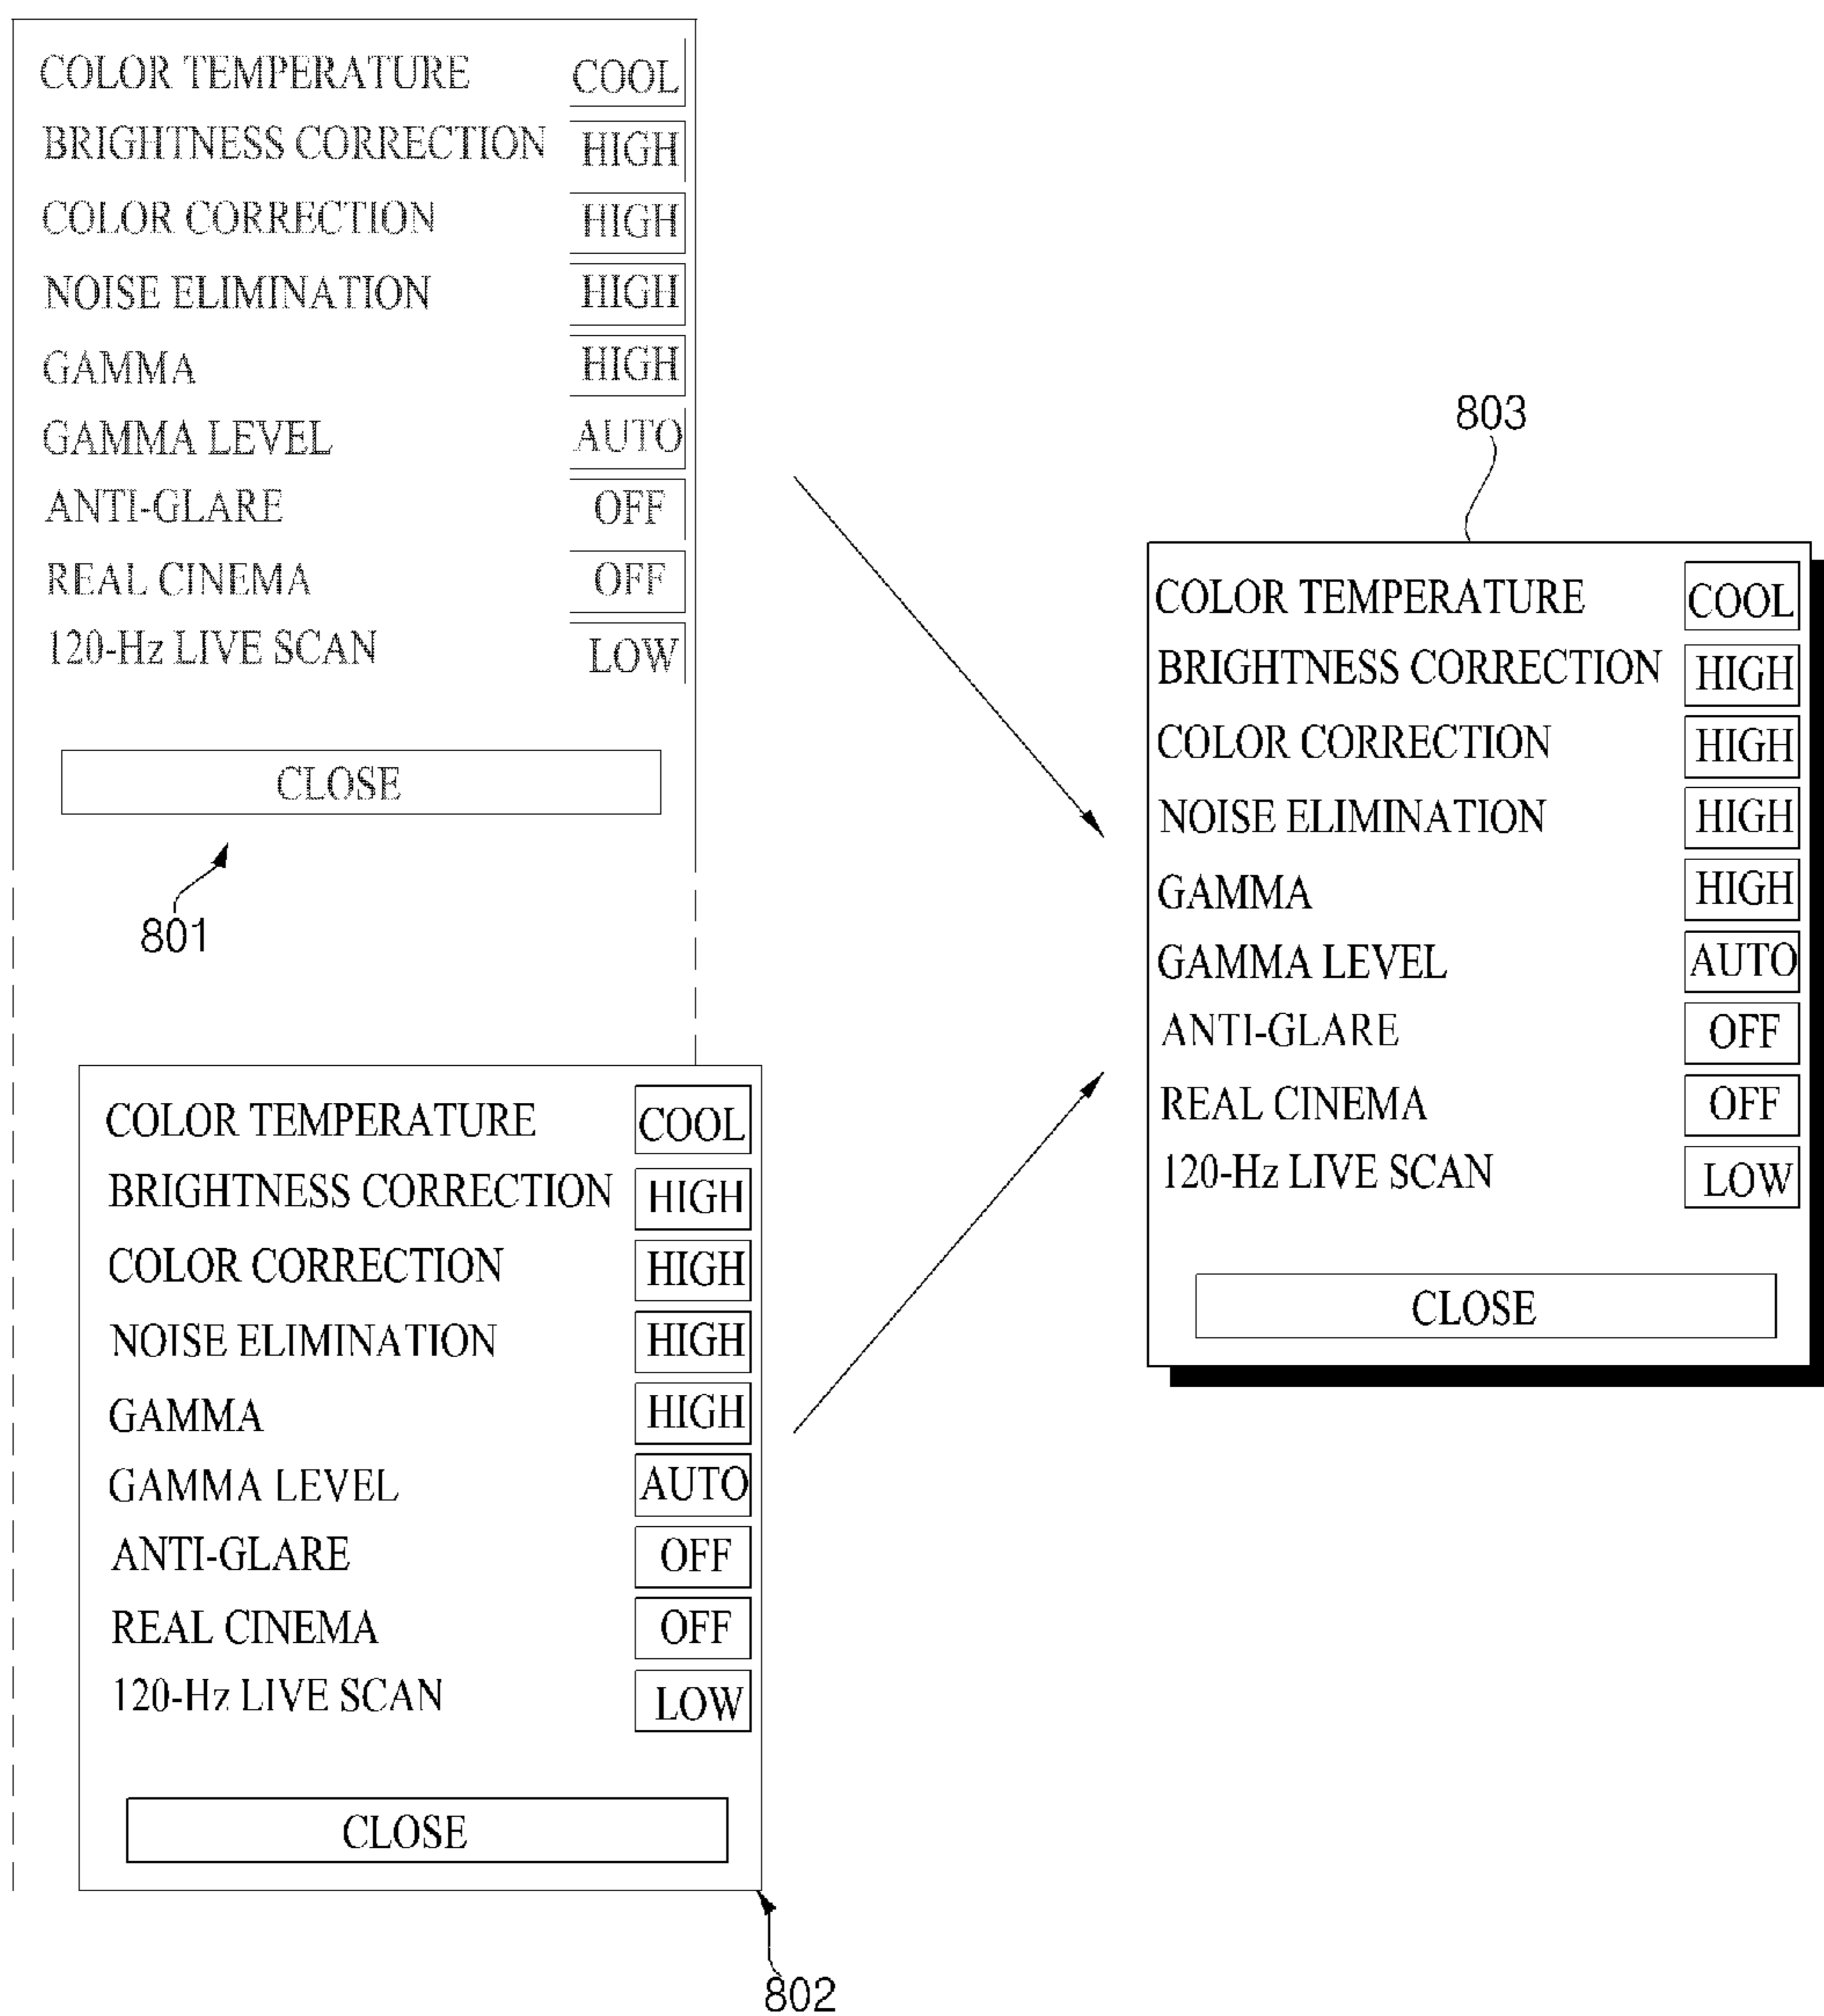 COLOR TEMPERATURE COOL
BRIGHTNESS CORRECTION HIGH
COLOR CORRECTION HIGH
NOISE ELIMINATION HIGH
GAMMA HIGH
GAMMA LEVEL AUTO
ANTI-GLARE OFF
REAL CINEMA OFF
120-Hz LIVE SCAN LOW
CLOSE
801
COLOR TEMPERATURE COOL
BRIGHTNESS CORRECTION HIGH
COLOR CORRECTION HIGH
NOISE ELIMINATION HIGH
GAMMA HIGH
GAMMA LEVEL AUTO
ANTI-GLARE OFF
REAL CINEMA OFF
120-Hz LIVE SCAN LOW
CLOSE
802
803
COLOR TEMPERATURE COOL
BRIGHTNESS CORRECTION HIGH
COLOR CORRECTION HIGH
NOISE ELIMINATION HIGH
GAMMA HIGH
GAMMA LEVEL AUTO
ANTI-GLARE OFF
REAL CINEMA OFF
120-Hz LIVE SCAN LOW
CLOSE